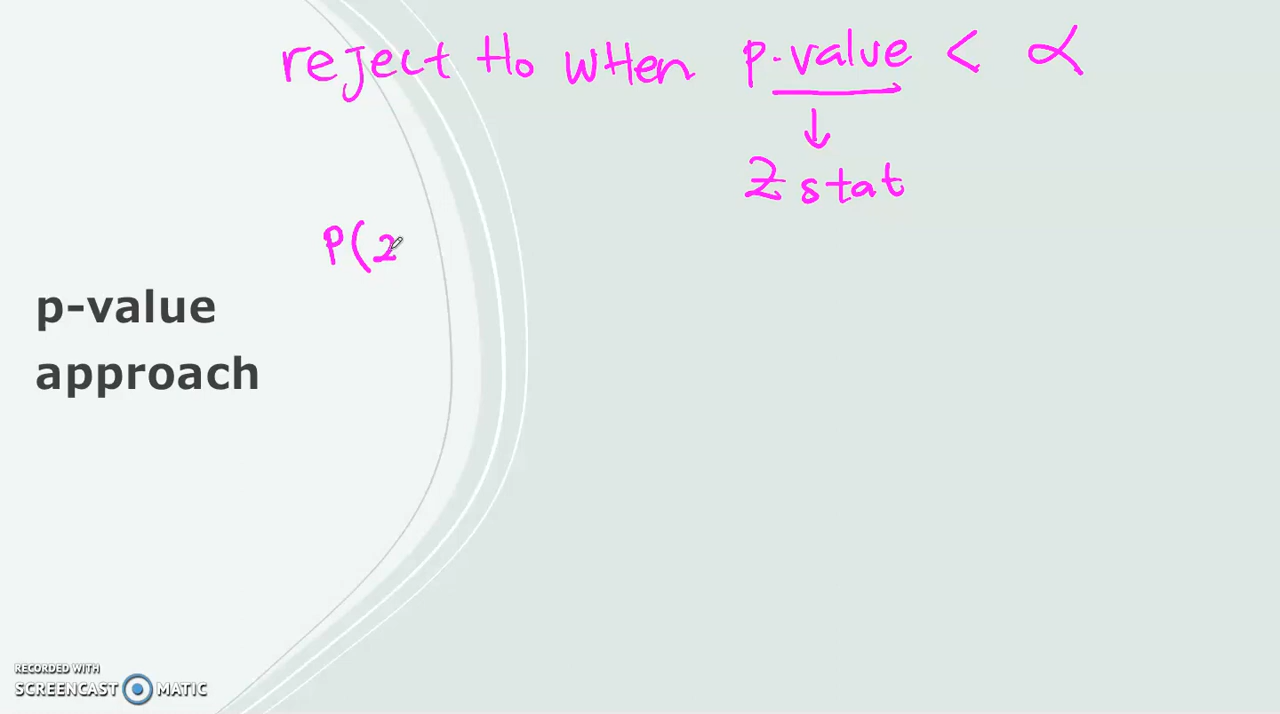 reject Ho wHen p.value < α
↓
Z stat
P(z
p-value
approach
RECORDED WITH
SCREENCAST MATIC